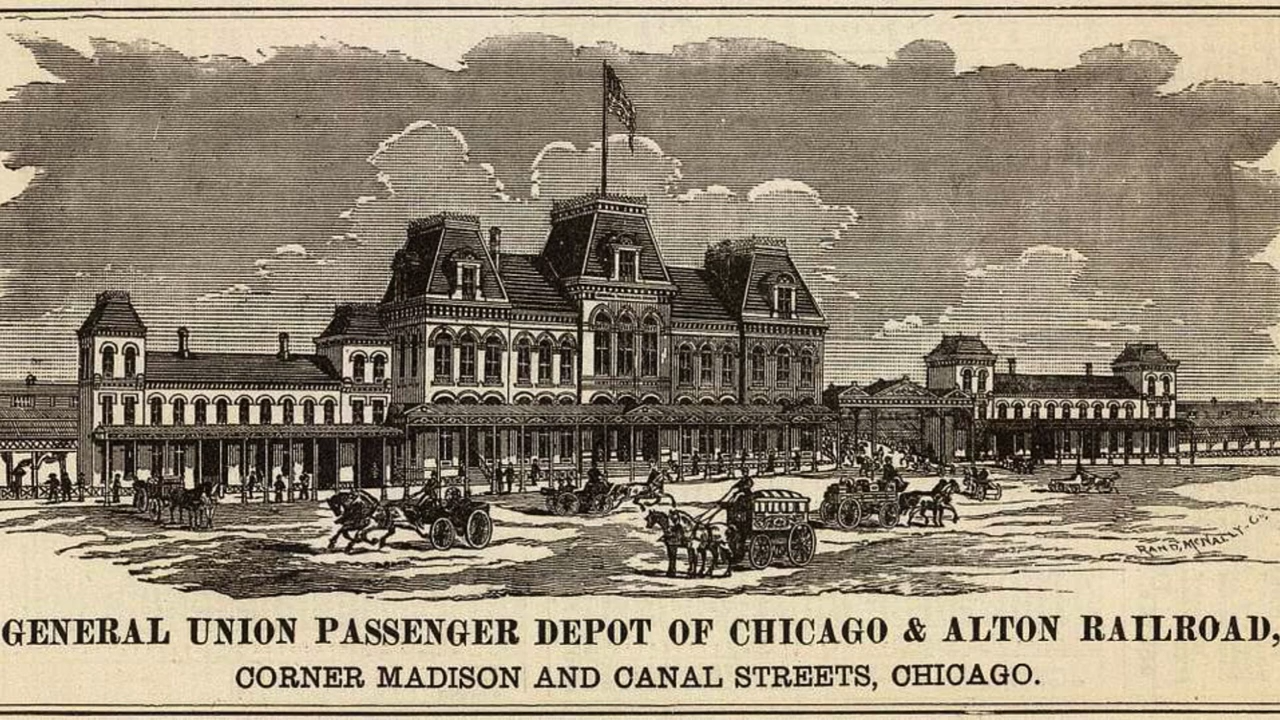 RAND, McNALLY & Co.
GENERAL UNION PASSENGER DEPOT OF CHICAGO & ALTON RAILROAD,
CORNER MADISON AND CANAL STREETS, CHICAGO.